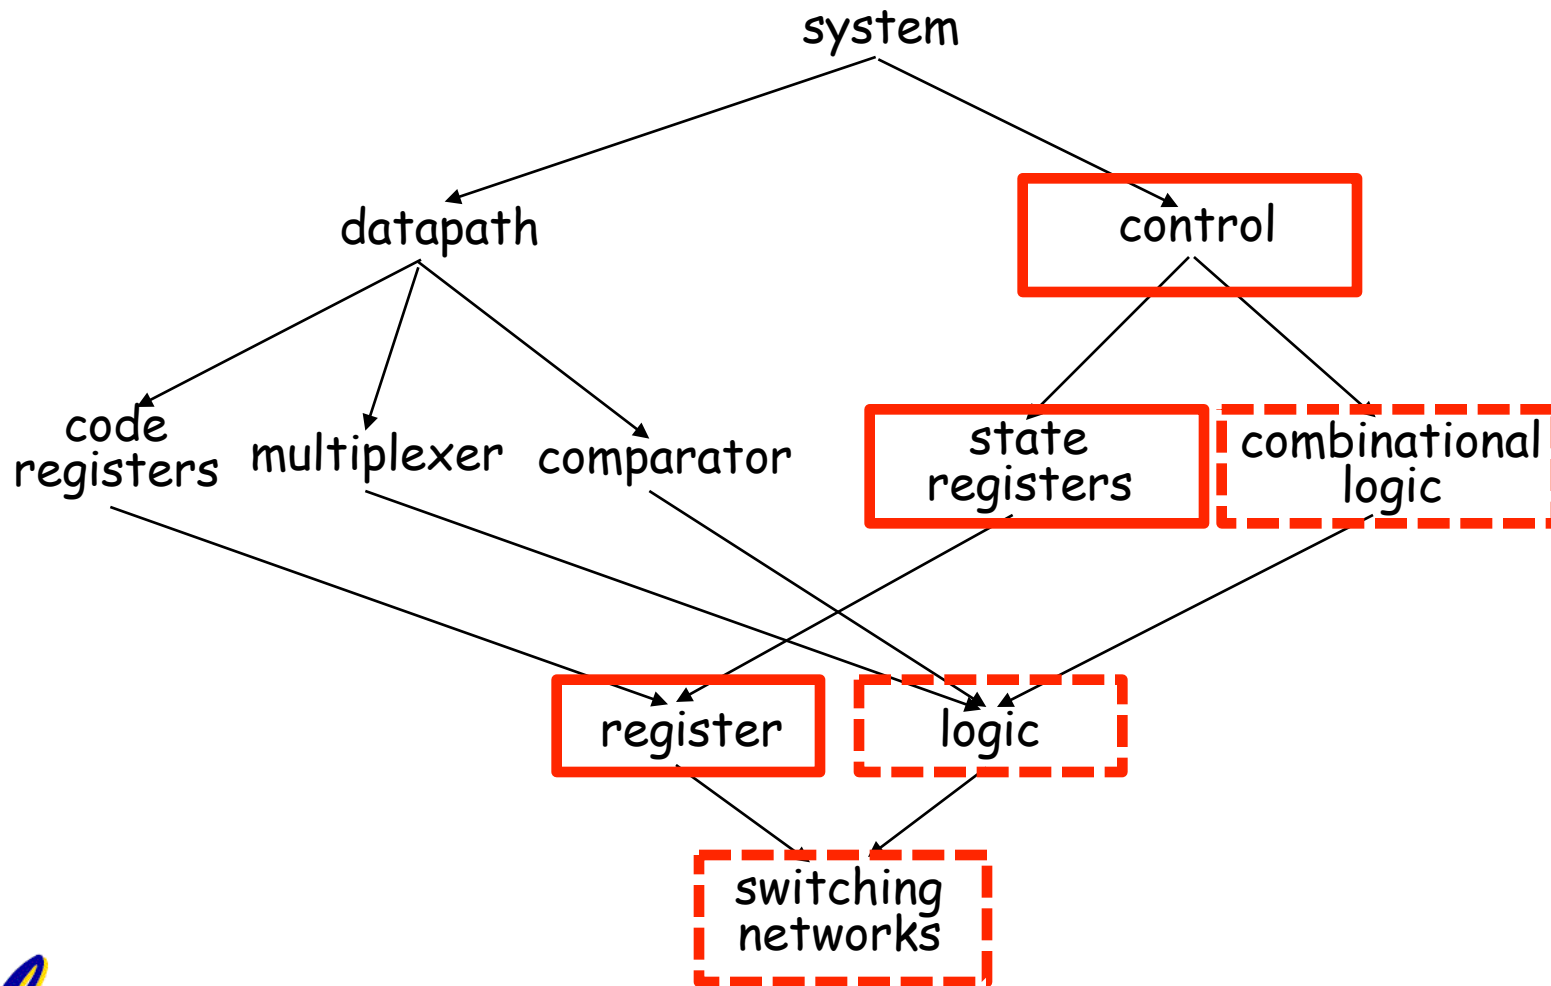 system
datapath
control
code
registers
multiplexer
comparator
state
registers
combinational
logic
register
logic
switching
networks